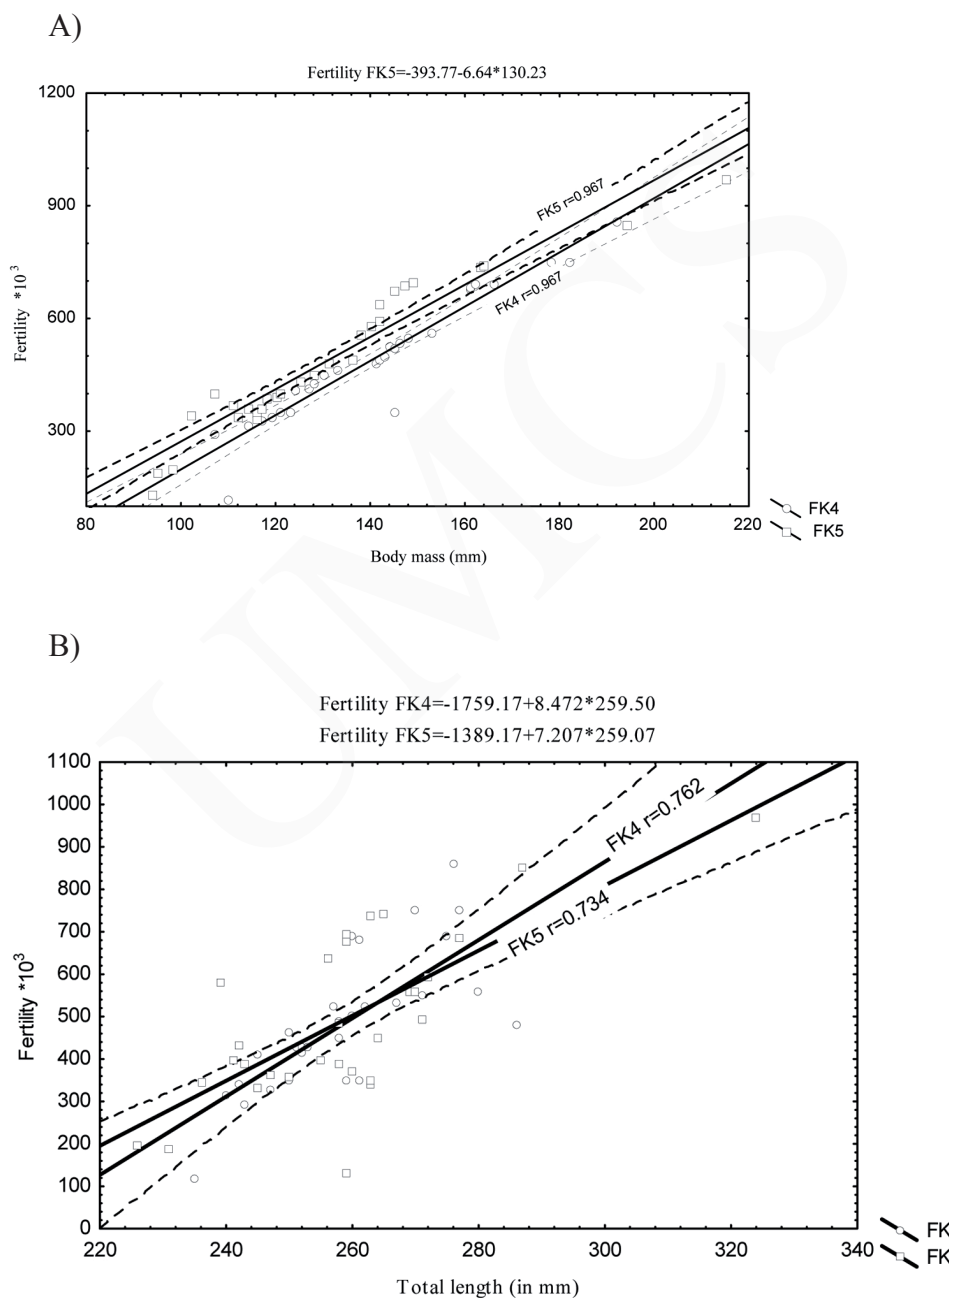 A)
Fertility FK5=-393.77-6.64*130.23
1200
900
600
300
Fertility *10³
FK5 r=0.967
FK4 r=0.967
80 100 120 140 160 180 200 220
Body mass (mm)
FK4
FK5
UMCS
B)
Fertility FK4=-1759.17+8.472*259.50
Fertility FK5=-1389.17+7.207*259.07
1100
1000
900
800
700
600
500
400
300
200
100
0
Fertility *10³
FK4 r=0.762
FK5 r=0.734
220 240 260 280 300 320 340
Total length (in mm)
FK
FK